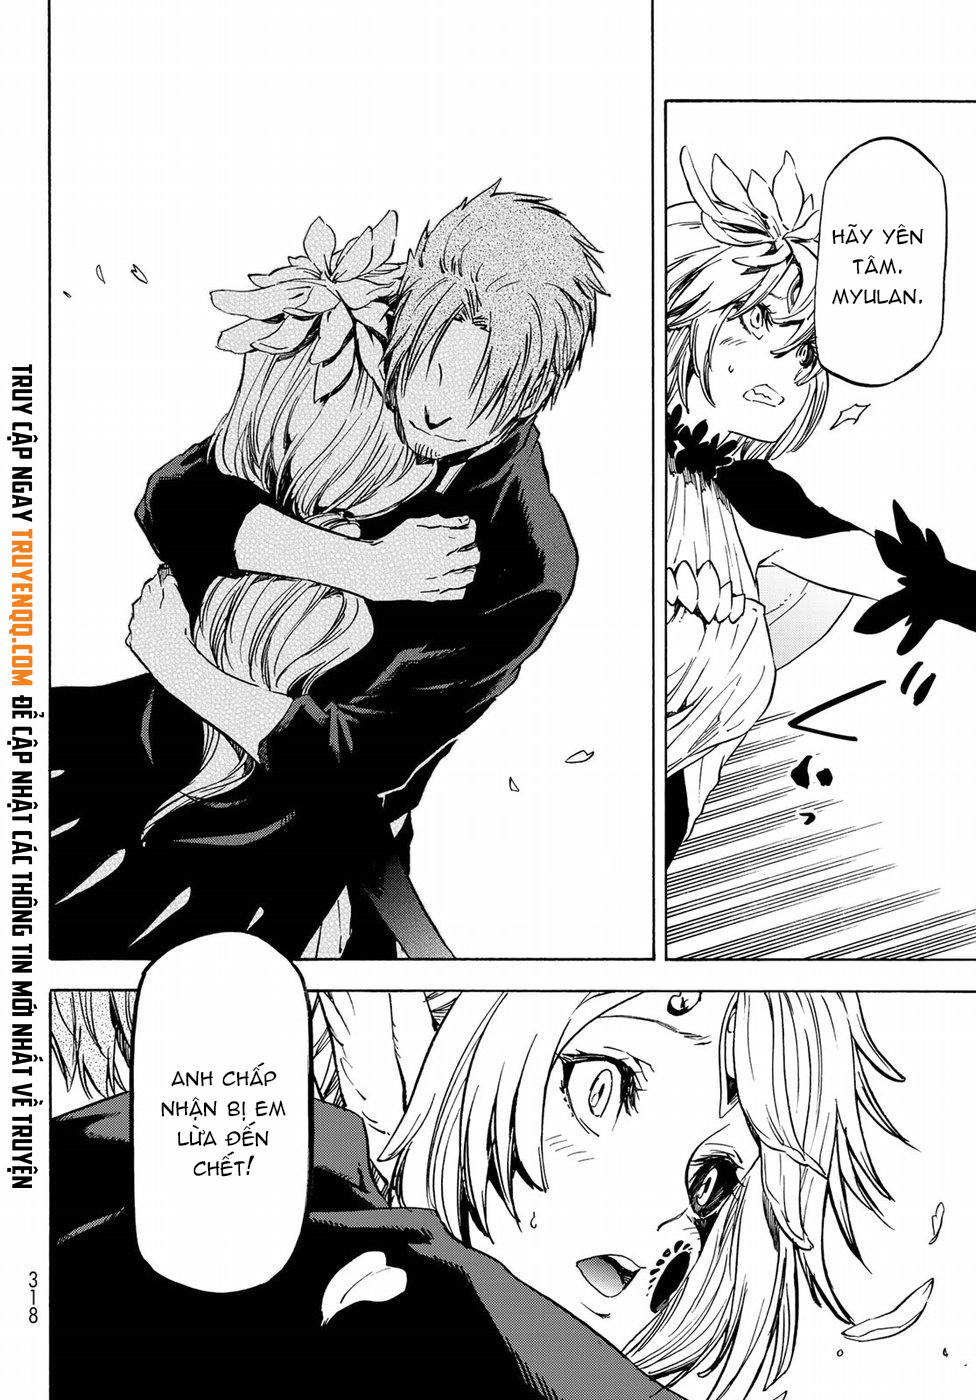 HÃY YÊN
TÂM,
MYULAN.
ANH CHẤP
NHẬN BỊ EM
LỪA ĐẾN
CHẾT!
TRUY CẬP NGAY TRUYENQQ.COM ĐỂ CẬP NHẬT CÁC THÔNG TIN MỚI NHẤT VỀ TRUYỆN
318